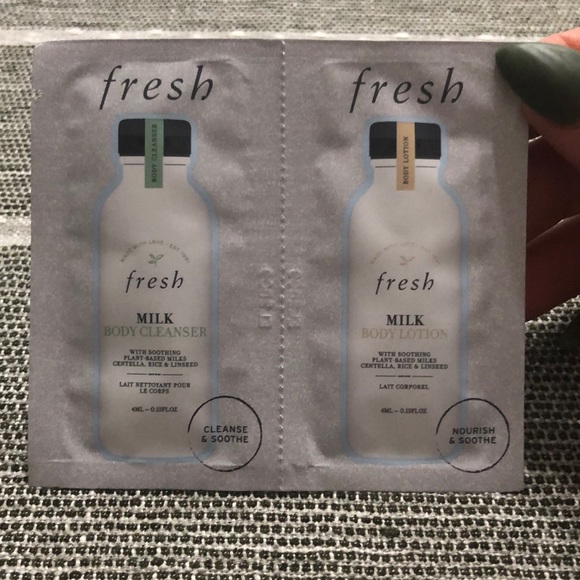 fresh
BODY CLEANSER
fresh
MILK
BODY CLEANSER
WITH SOOTHING
PLANT-BASED MILKS
CENTELLA, RICE & LINSEED
LAIT NETTOYANT POUR
LE CORPS
4ML – 0.13FL.OZ
CLEANSE
& SOOTHE
fresh
BODY LOTION
fresh
MILK
BODY LOTION
WITH SOOTHING
PLANT-BASED MILKS
CENTELLA, RICE & LINSEED
LAIT CORPOREL
4ML – 0.13FL.OZ
NOURISH
& SOOTHE